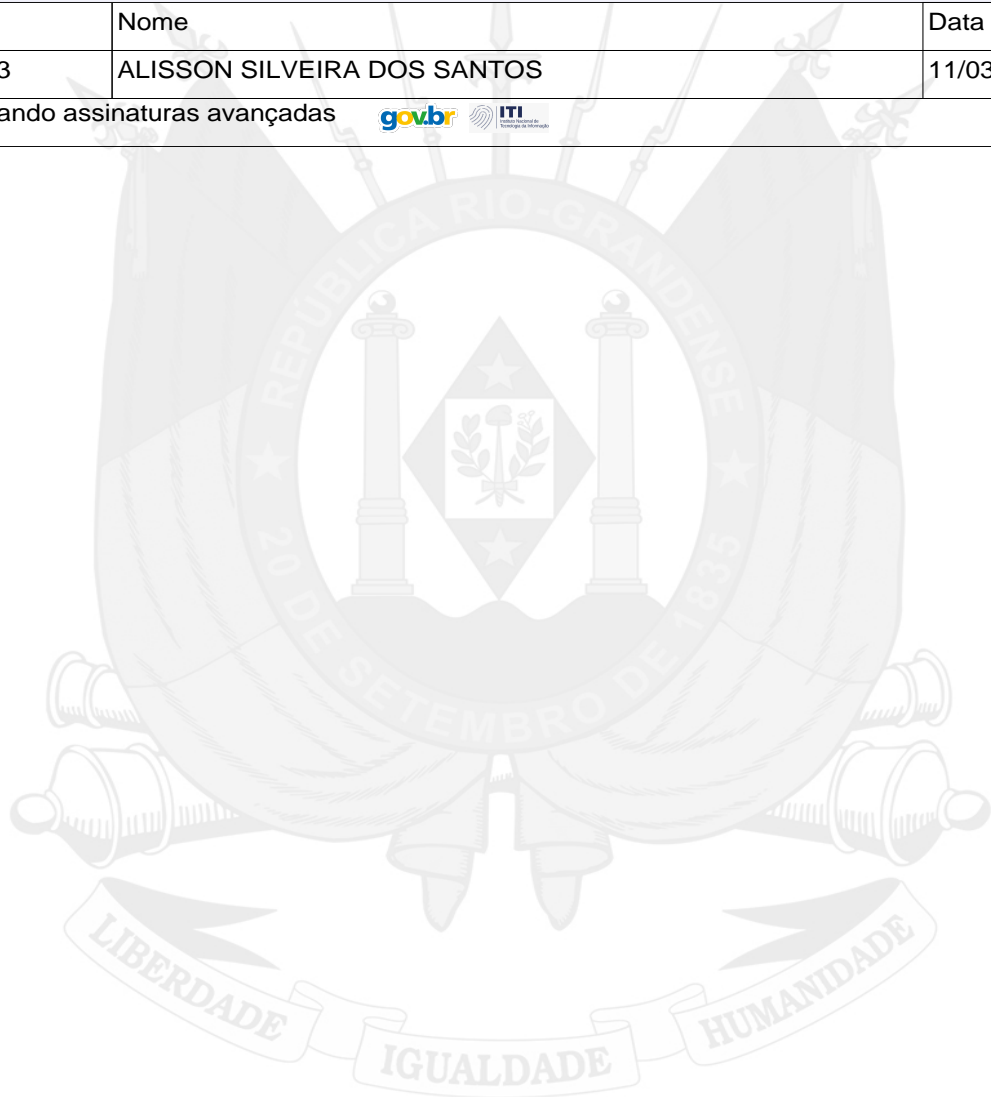 Nome Data
3 ALISSON SILVEIRA DOS SANTOS 11/03
ando assinaturas avançadas gov.br ITI
REPÚBLICA RIO-GRANDENSE
20 DE SETEMBRO DE 1835
LIBERDADE IGUALDADE HUMANIDADE